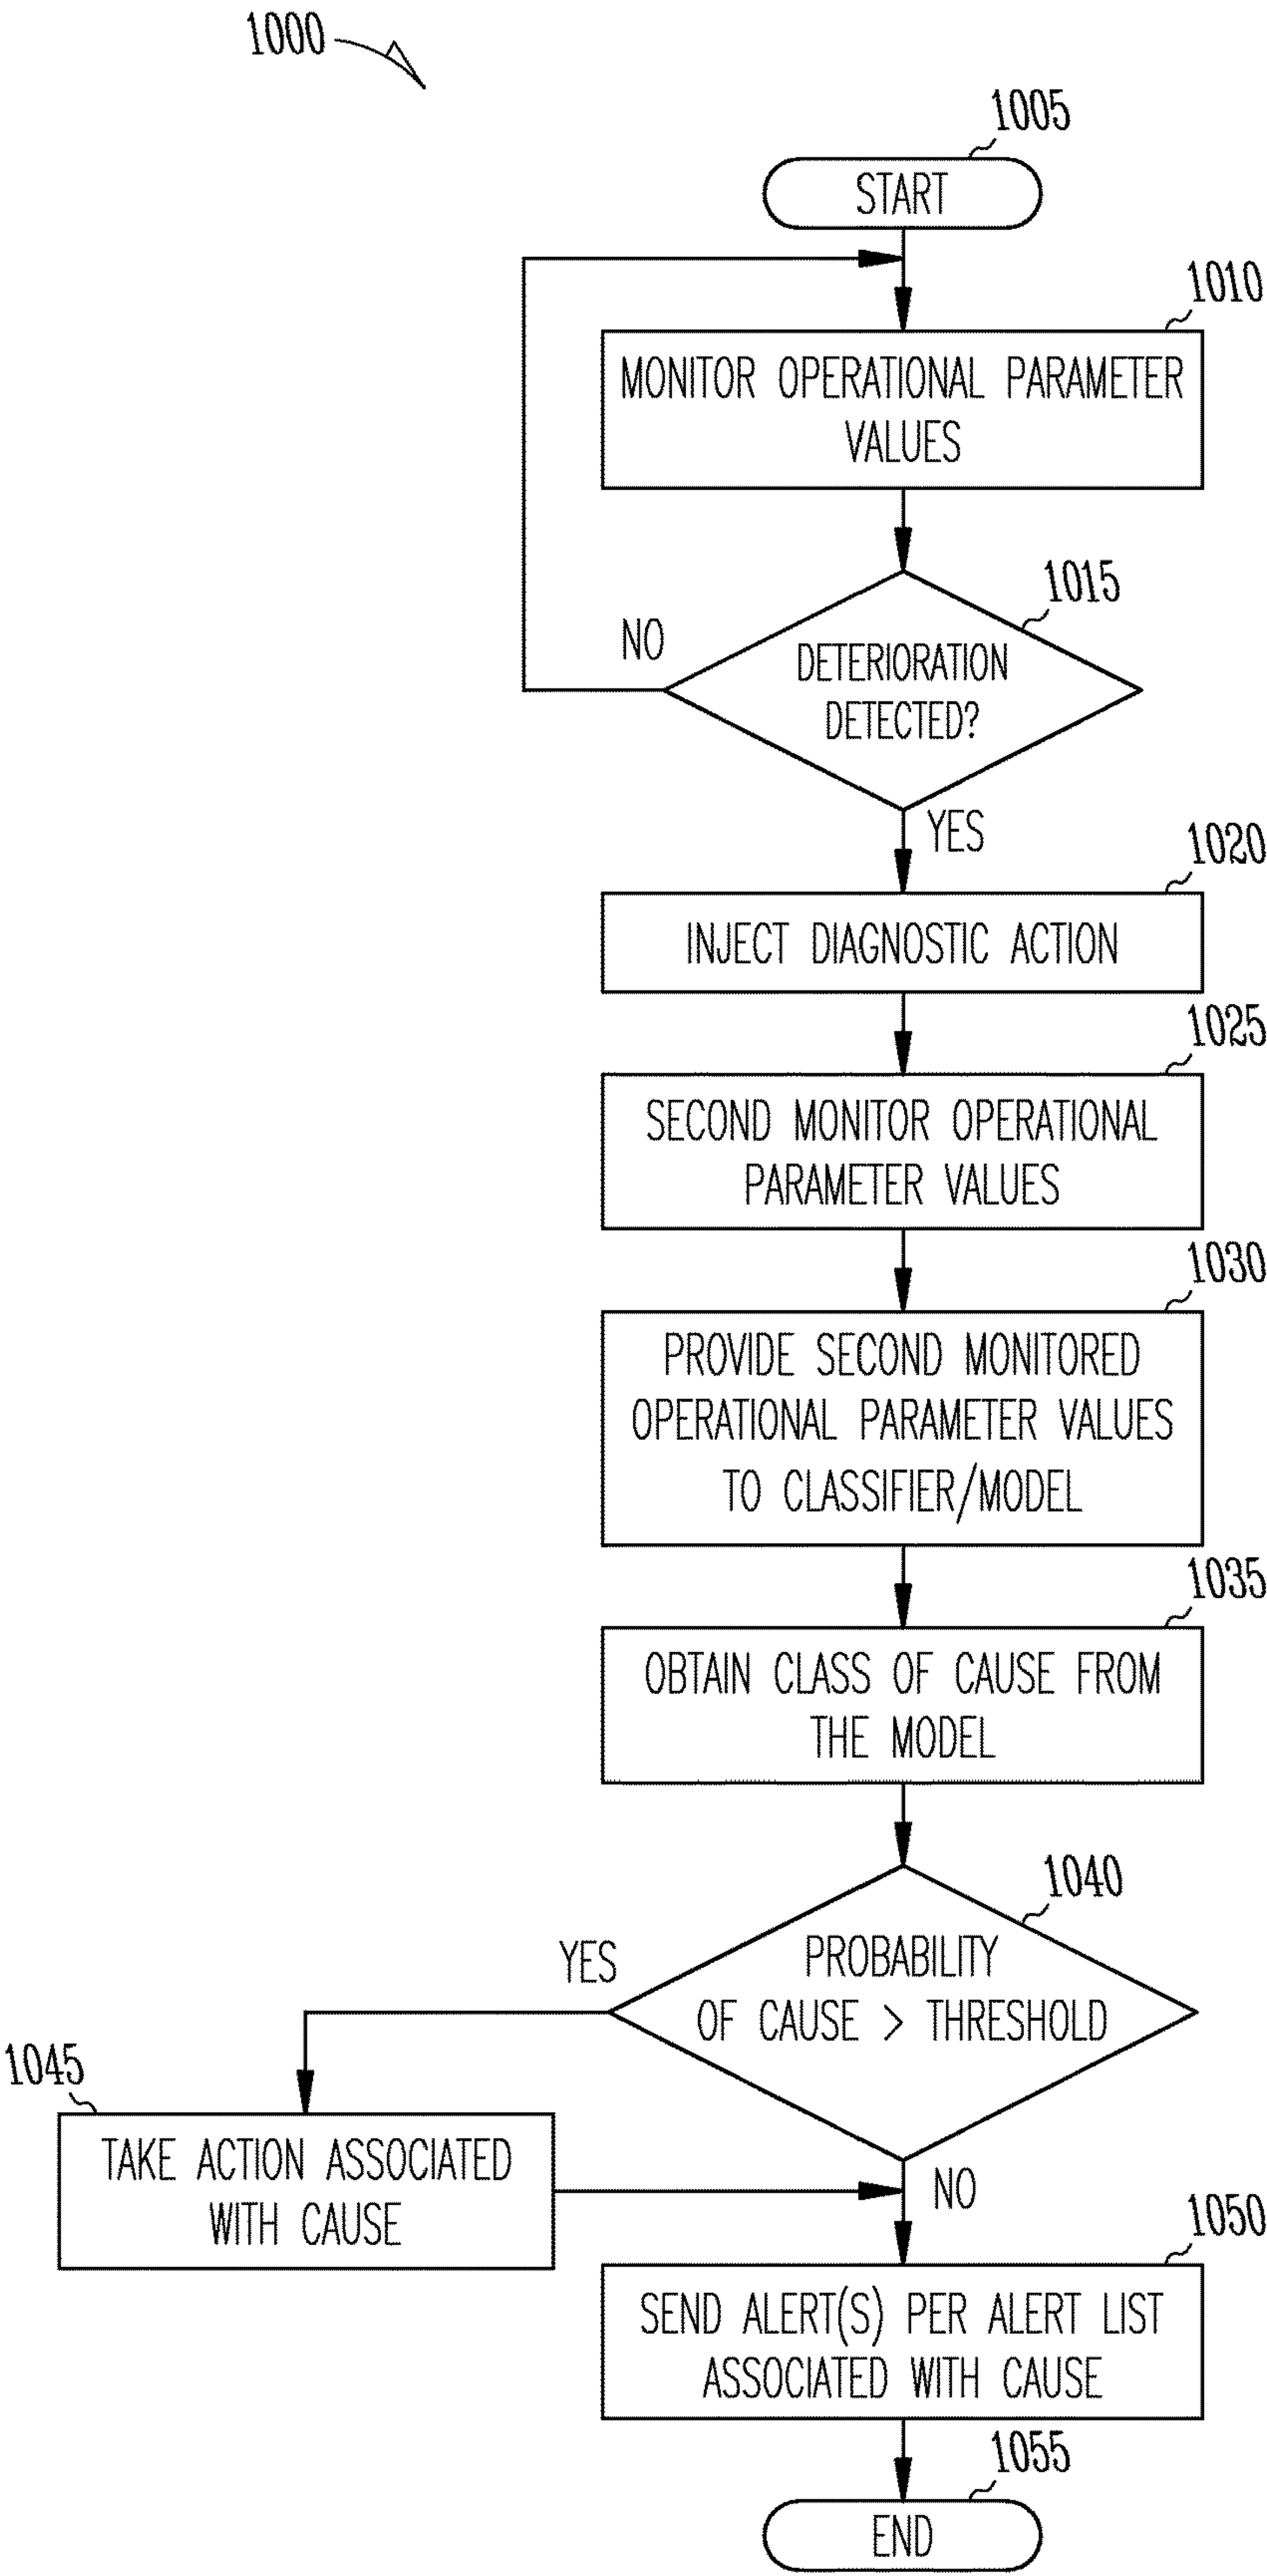 1000
1005
START
1010
MONITOR OPERATIONAL PARAMETER
VALUES
1015
NO
DETERIORATION
DETECTED?
YES
1020
INJECT DIAGNOSTIC ACTION
1025
SECOND MONITOR OPERATIONAL
PARAMETER VALUES
1030
PROVIDE SECOND MONITORED
OPERATIONAL PARAMETER VALUES
TO CLASSIFIER/MODEL
1035
OBTAIN CLASS OF CAUSE FROM
THE MODEL
1040
YES
PROBABILITY
OF CAUSE > THRESHOLD
1045
TAKE ACTION ASSOCIATED
WITH CAUSE
NO
1050
SEND ALERT(S) PER ALERT LIST
ASSOCIATED WITH CAUSE
1055
END